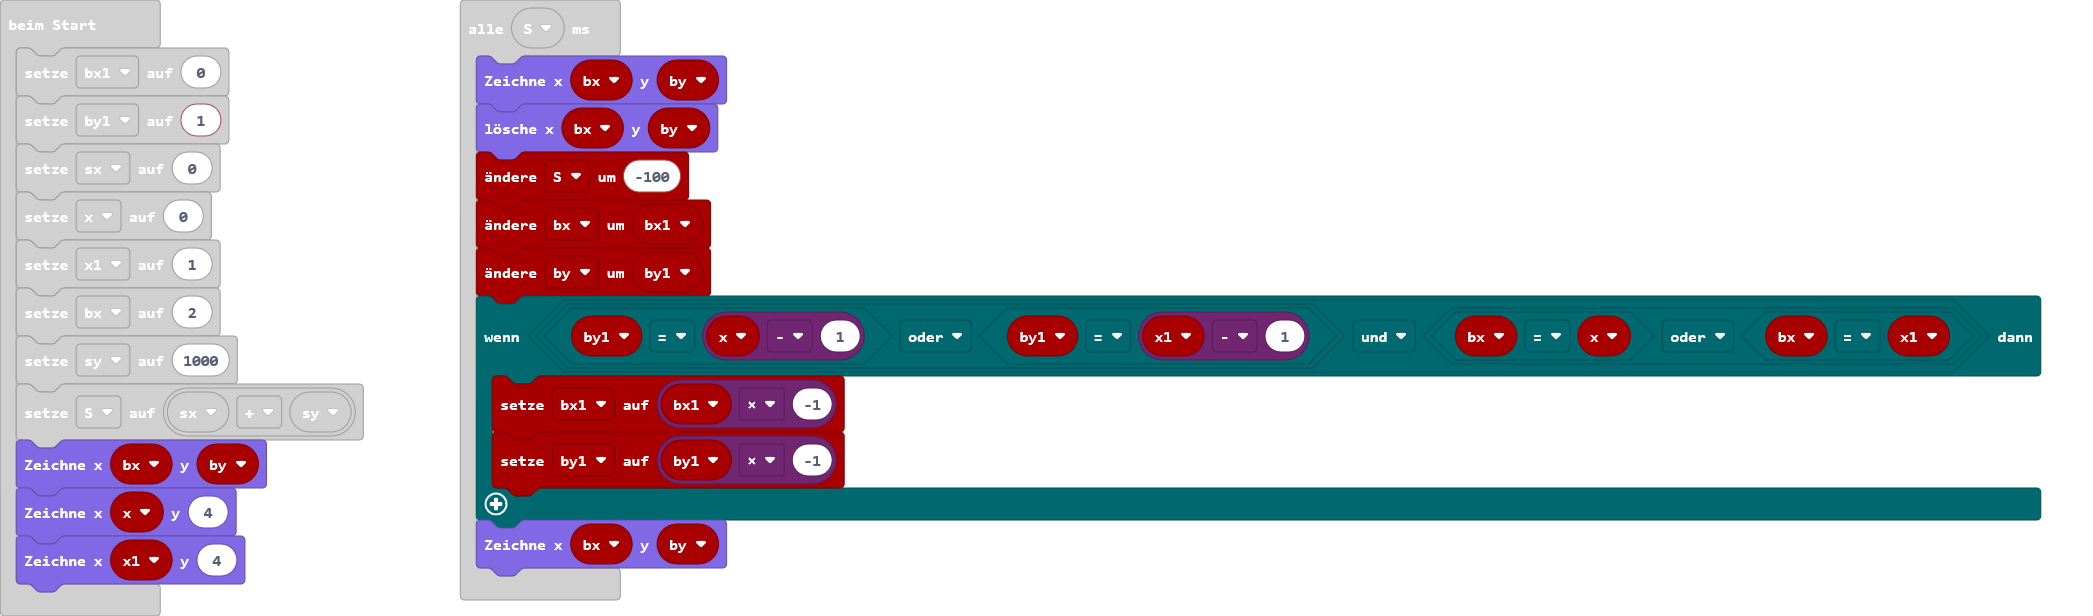 beim Start
setze bx1 auf 0
setze by1 auf 1
setze sx auf 0
setze x auf 0
setze x1 auf 1
setze bx auf 2
setze sy auf 1000
setze S auf sx + sy
Zeichne x bx y by
Zeichne x x y 4
Zeichne x x1 y 4
alle S ms
Zeichne x bx y by
lösche x bx y by
ändere S um -100
ändere bx um bx1
ändere by um by1
wenn by1 = x - 1 oder by1 = x1 - 1 und bx = x oder bx = x1 dann
setze bx1 auf bx1 × -1
setze by1 auf by1 × -1
Zeichne x bx y by